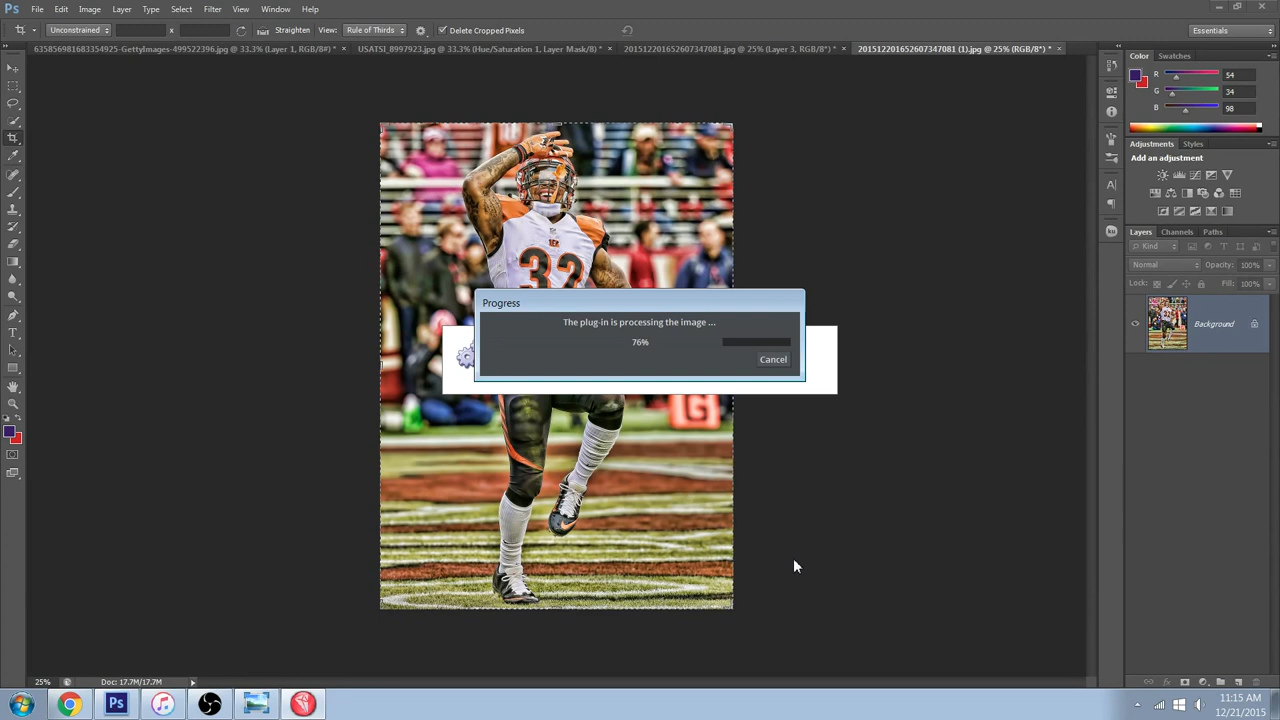 Ps File Edit Image Layer Type Select Filter View Window Help
Unconstrained x Straighten View: Rule of Thirds Delete Cropped Pixels Essentials
635856981683354925-GettyImages-499522396.jpg @ 33.3% (Layer 1, RGB/8#) * × USATSI_8997923.jpg @ 33.3% (Hue/Saturation 1, Layer Mask/8) * × 201512201652607347081.jpg @ 25% (Layer 3, RGB/8*) * × 201512201652607347081 (1).jpg @ 25% (RGB/8*) * ×
Color Swatches
R 54
G 34
B 98
Adjustments Styles
Add an adjustment
Layers Channels Paths
Kind
Normal Opacity: 100%
Lock: Fill: 100%
Background
32
Progress
The plug-in is processing the image ...
76%
Cancel
G
25% Doc: 17.7M/17.7M
Ps
11:15 AM
12/21/2015